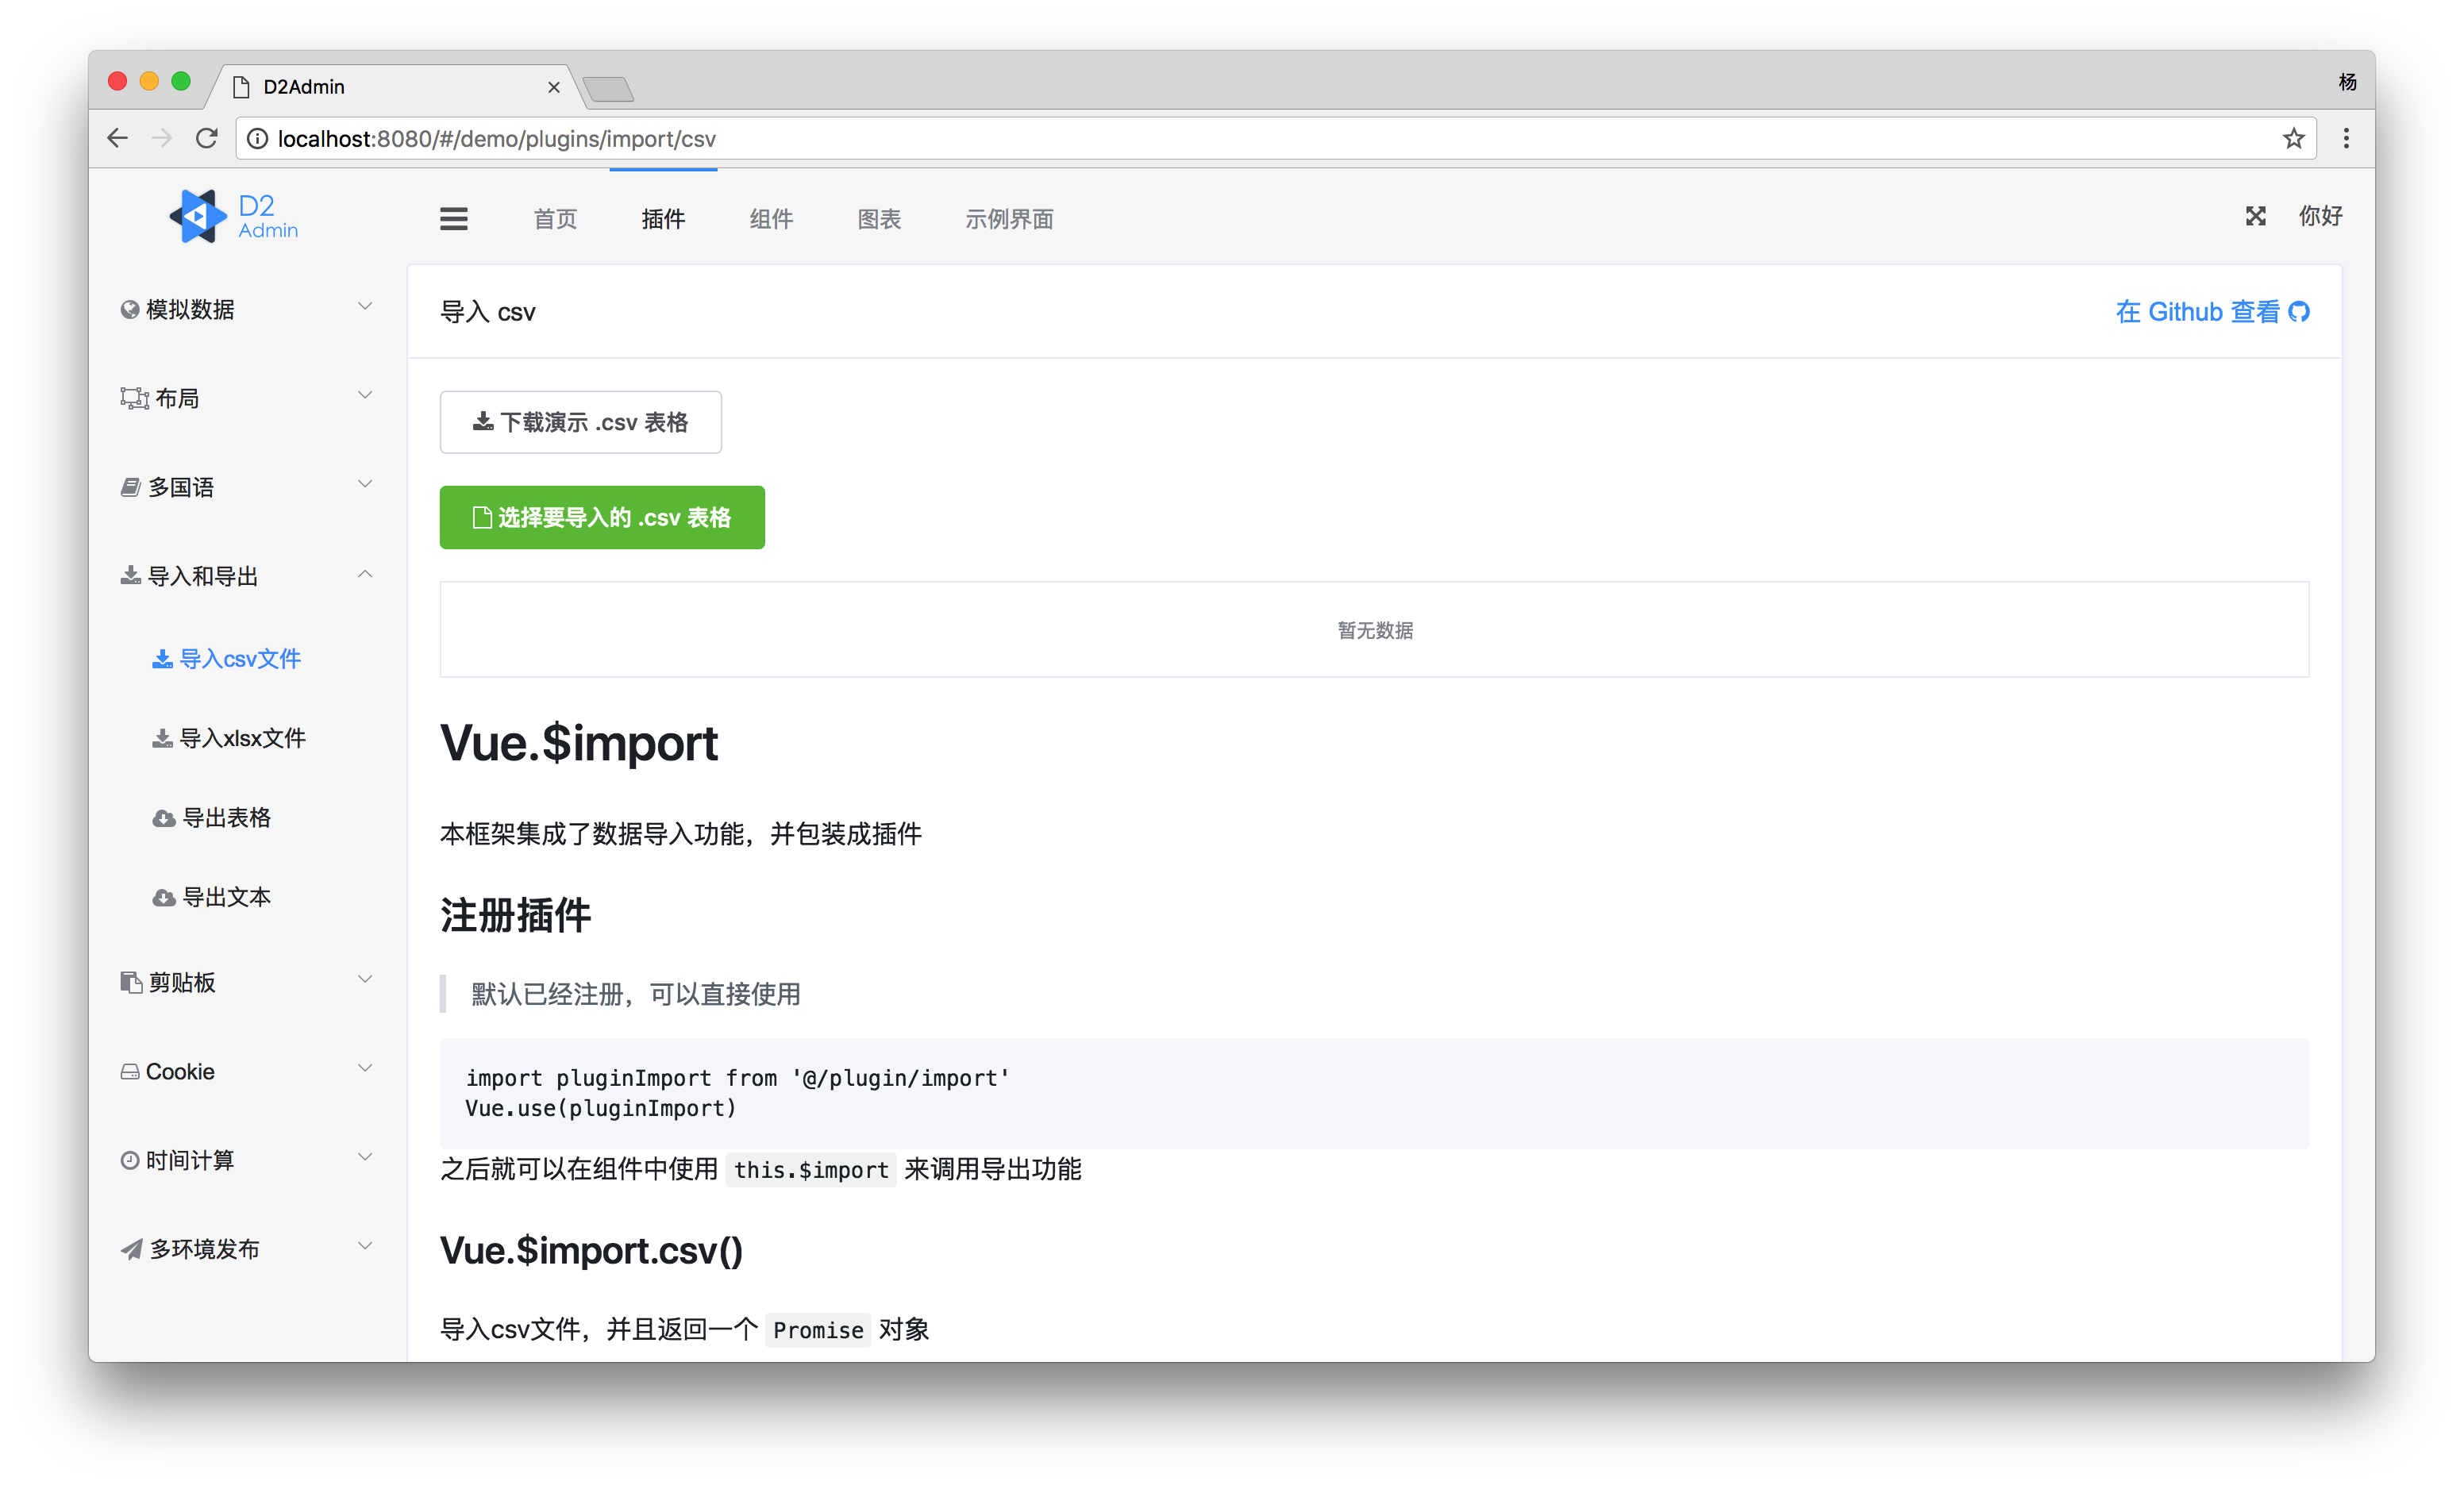 D2Admin
杨
localhost:8080/#/demo/plugins/import/csv
D2
Admin
首页
插件
组件
图表
示例界面
你好
模拟数据
布局
多国语
导入和导出
导入csv文件
导入xlsx文件
导出表格
导出文本
剪贴板
Cookie
时间计算
多环境发布
导入 csv
在 Github 查看
下载演示 .csv 表格
选择要导入的 .csv 表格
暂无数据
Vue.$import
本框架集成了数据导入功能，并包装成插件
注册插件
默认已经注册，可以直接使用
import pluginImport from '@/plugin/import'
Vue.use(pluginImport)
之后就可以在组件中使用 this.$import 来调用导出功能
Vue.$import.csv()
导入csv文件，并且返回一个 Promise 对象